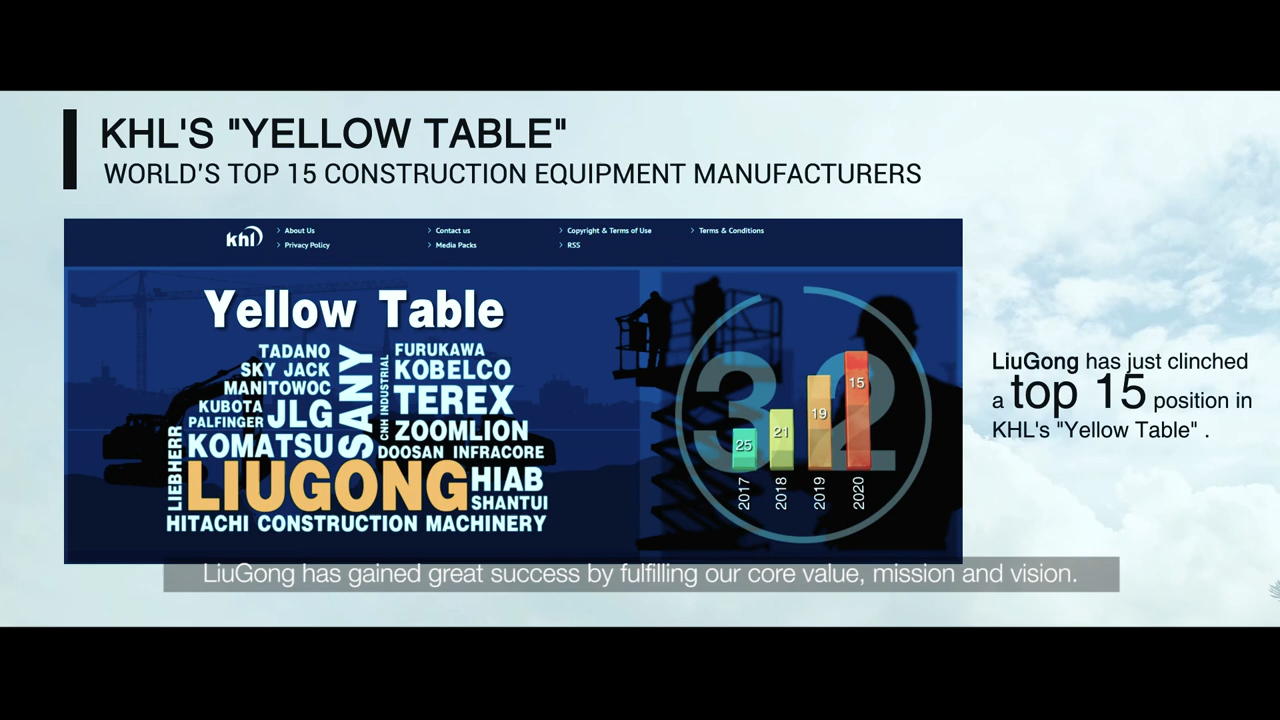 KHL'S "YELLOW TABLE"
WORLD'S TOP 15 CONSTRUCTION EQUIPMENT MANUFACTURERS
khl
About Us
Contact us
Copyright & Terms of Use
Terms & Conditions
Privacy Policy
Media Packs
RSS
Yellow Table
TADANO
SKY JACK
MANITOWOC
KUBOTA
PALFINGER
JLG
KOMATSU
SANY
CNH INDUSTRIAL
FURUKAWA
KOBELCO
TEREX
ZOOMLION
DOOSAN INFRACORE
LIEBHERR
LIUGONG
HIAB
SHANTUI
HITACHI CONSTRUCTION MACHINERY
32
25
21
19
15
2017
2018
2019
2020
LiuGong has just clinched
a top 15 position in
KHL's "Yellow Table" .
LiuGong has gained great success by fulfilling our core value, mission and vision.